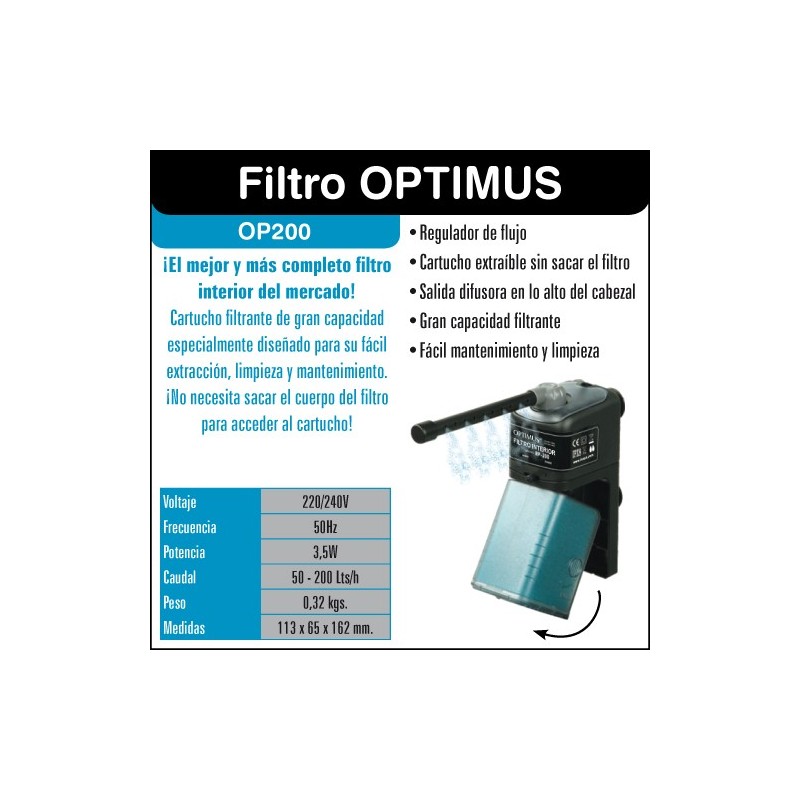 Filtro OPTIMUS
OP200
¡El mejor y más completo filtro
interior del mercado!
Cartucho filtrante de gran capacidad
especialmente diseñado para su fácil
extracción, limpieza y mantenimiento.
¡No necesita sacar el cuerpo del filtro
para acceder al cartucho!
• Regulador de flujo
• Cartucho extraíble sin sacar el filtro
• Salida difusora en lo alto del cabezal
• Gran capacidad filtrante
• Fácil mantenimiento y limpieza
OPTIMUS
FILTRO INTERIOR
OP-200
Voltaje 220/240V
Frecuencia 50Hz
Potencia 3,5W
Caudal 50 - 200 Lts/h
Peso 0,32 kgs.
Medidas 113 x 65 x 162 mm.